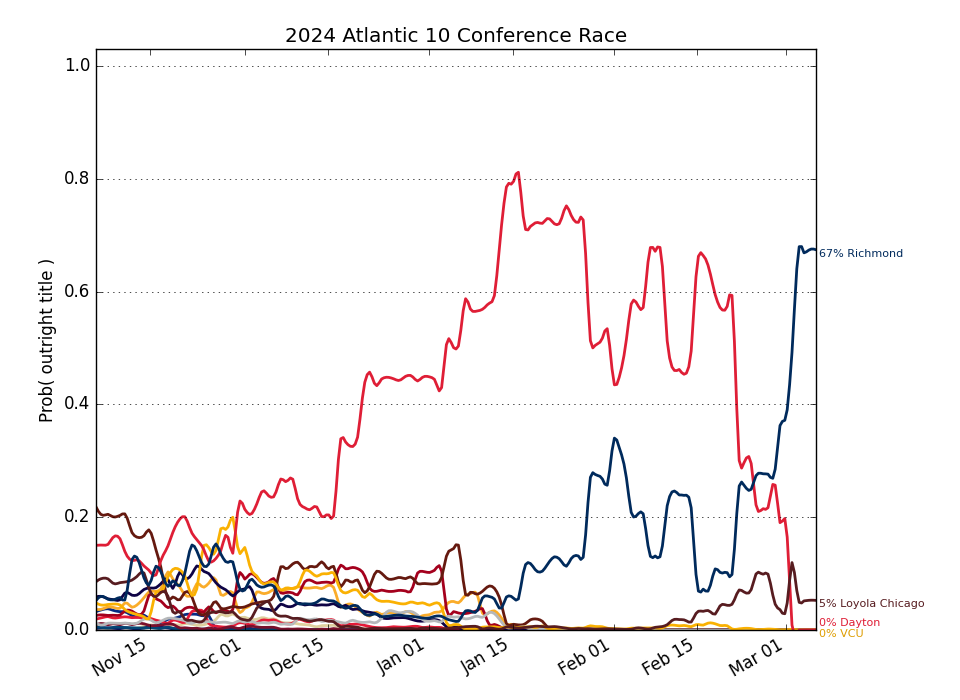 2024 Atlantic 10 Conference Race
Prob( outright title )
1.0
0.8
0.6
0.4
0.2
0.0
67% Richmond
5% Loyola Chicago
0% Dayton
0% VCU
Nov 15
Dec 01
Dec 15
Jan 01
Jan 15
Feb 01
Feb 15
Mar 01